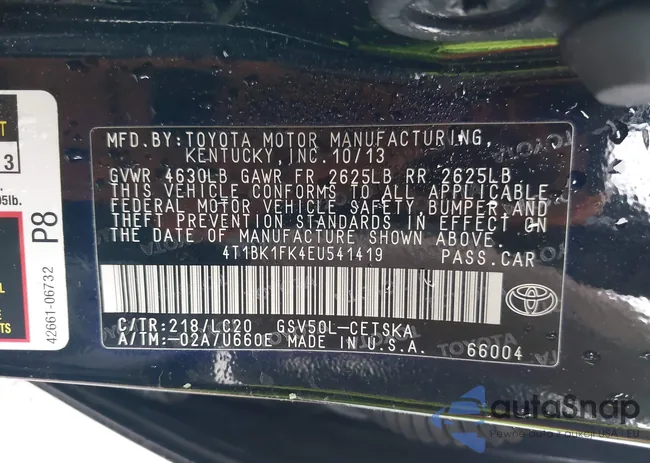 MFD.BY: TOYOTA MOTOR MANUFACTURING,
KENTUCKY, INC. 10/13
GVWR 4630LB GAWR FR 2625LB RR 2625LB
THIS VEHICLE CONFORMS TO ALL APPLICABLE
FEDERAL MOTOR VEHICLE SAFETY, BUMPER, AND
THEFT PREVENTION STANDARDS IN EFFECT ON
THE DATE OF MANUFACTURE SHOWN ABOVE.
4T1BK1FK4EU541419 PASS.CAR
C/TR: 218/LC20 GSV50L-CETSKA
A/TM: -02A/U660E MADE IN U.S.A. 66004
P8
42661-06732
TOYOTA
autoSnap